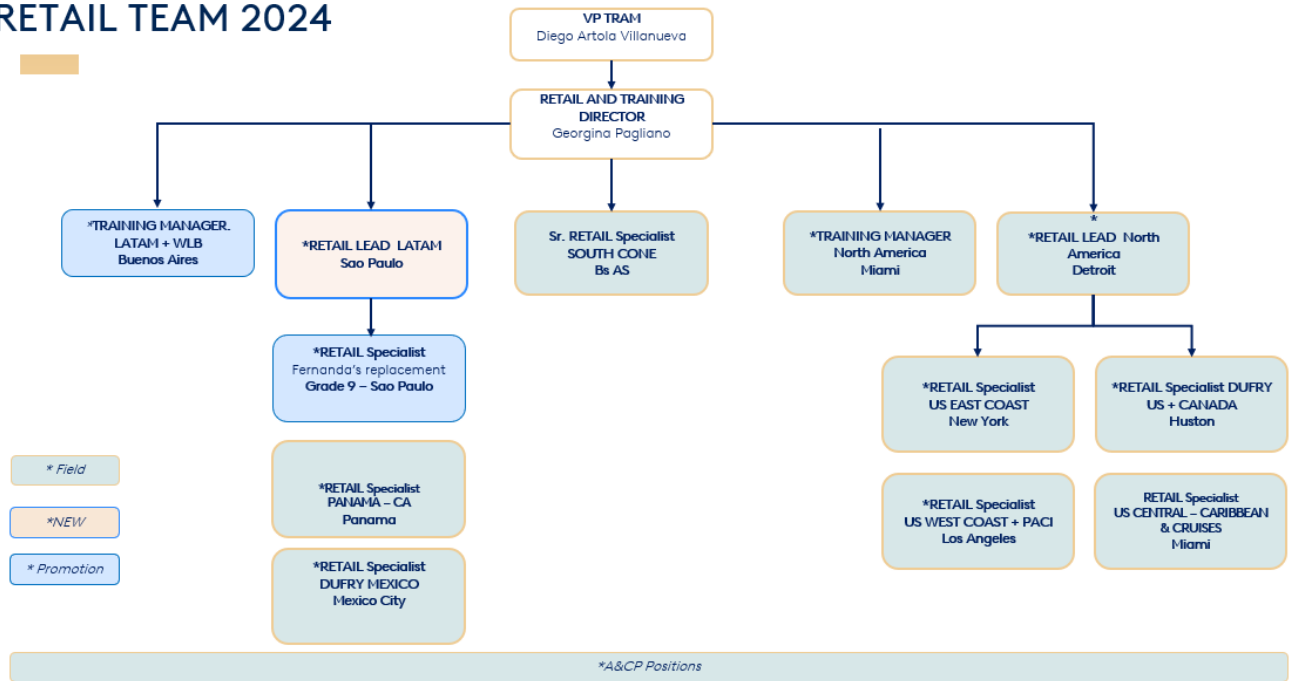 RETAIL TEAM 2024
VP TRAM
Diego Artola Villanueva
RETAIL AND TRAINING
DIRECTOR
Georgina Pagliano
*TRAINING MANAGER.
LATAM + WLB
Buenos Aires
*RETAIL LEAD LATAM
Sao Paulo
Sr. RETAIL Specialist
SOUTH CONE
Bs AS
*TRAINING MANAGER
North America
Miami
*
*RETAIL LEAD North
America
Detroit
*RETAIL Specialist
Fernanda's replacement
Grade 9 – Sao Paulo
*RETAIL Specialist
US EAST COAST
New York
*RETAIL Specialist DUFRY
US + CANADA
Huston
*RETAIL Specialist
PANAMA – CA
Panama
*RETAIL Specialist
US WEST COAST + PACI
Los Angeles
RETAIL Specialist
US CENTRAL – CARIBBEAN
& CRUISES
Miami
*RETAIL Specialist
DUFRY MEXICO
Mexico City
* Field
*NEW
* Promotion
*A&CP Positions